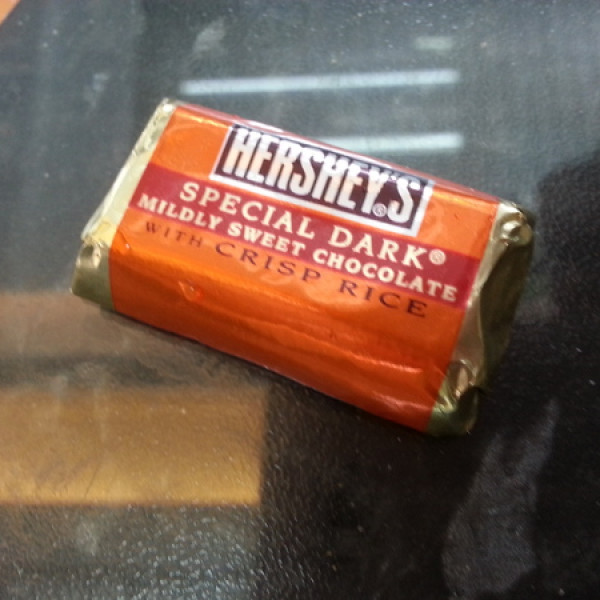 HERSHEY'S®
SPECIAL DARK®
MILDLY SWEET CHOCOLATE
WITH CRISP RICE